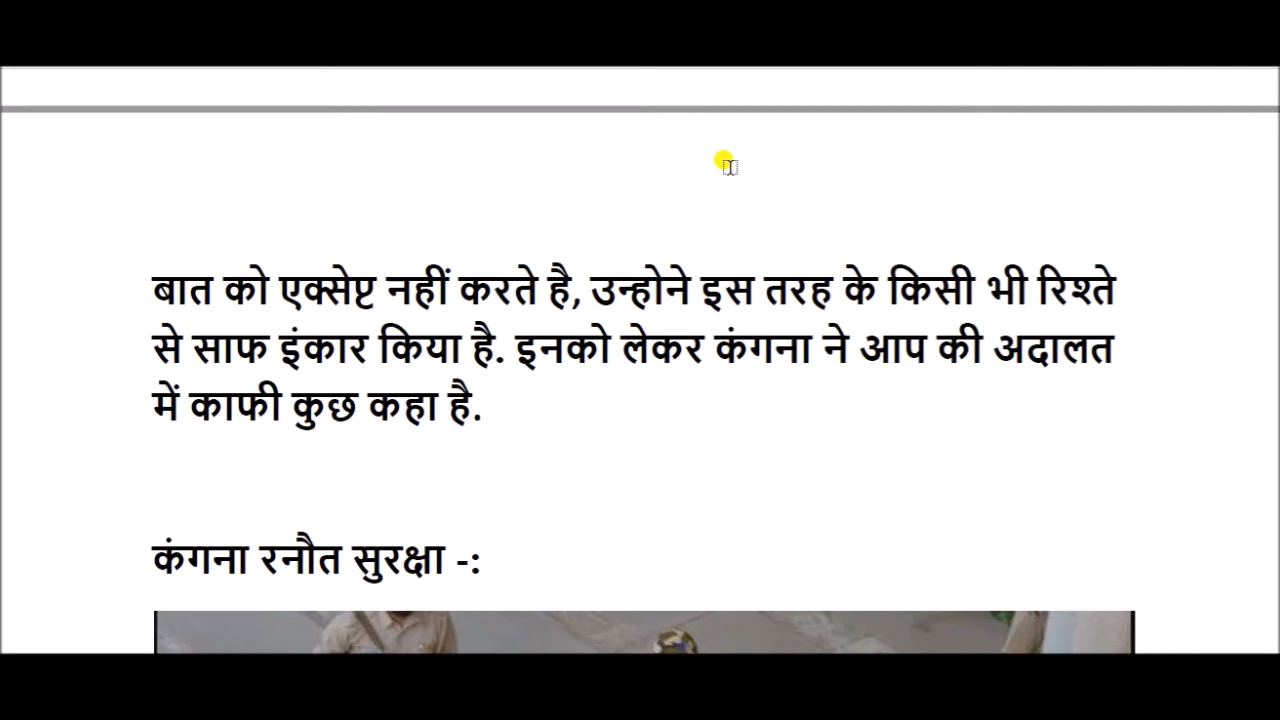 बात को एक्सेप्ट नहीं करते है, उन्होने इस तरह के किसी भी रिश्ते
से साफ इंकार किया है. इनको लेकर कंगना ने आप की अदालत
में काफी कुछ कहा है.
कंगना रनौत सुरक्षा -: